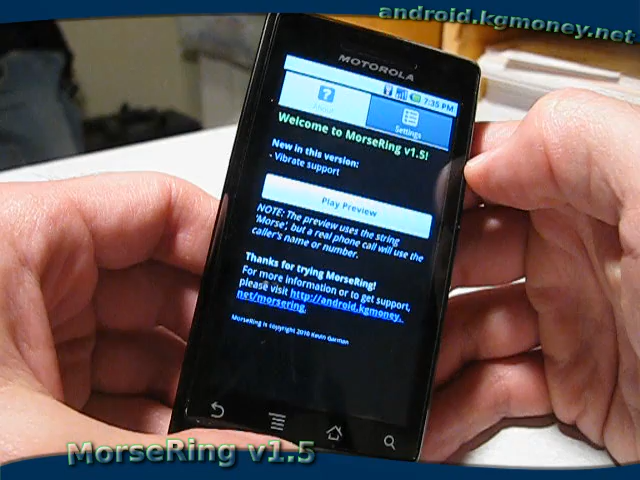 android.kgmoney.net
MOTOROLA
7:35 PM
About
Settings
Welcome to MorseRing v1.5!
New in this version:
- Vibrate support
Play Preview
NOTE: The preview uses the string
'Morse', but a real phone call will use the
caller's name or number.
Thanks for trying MorseRing!
For more information or to get support,
please visit http://android.kgmoney.
net/morsering.
MorseRing is copyright 2010 Kevin Gorman
MorseRing v1.5